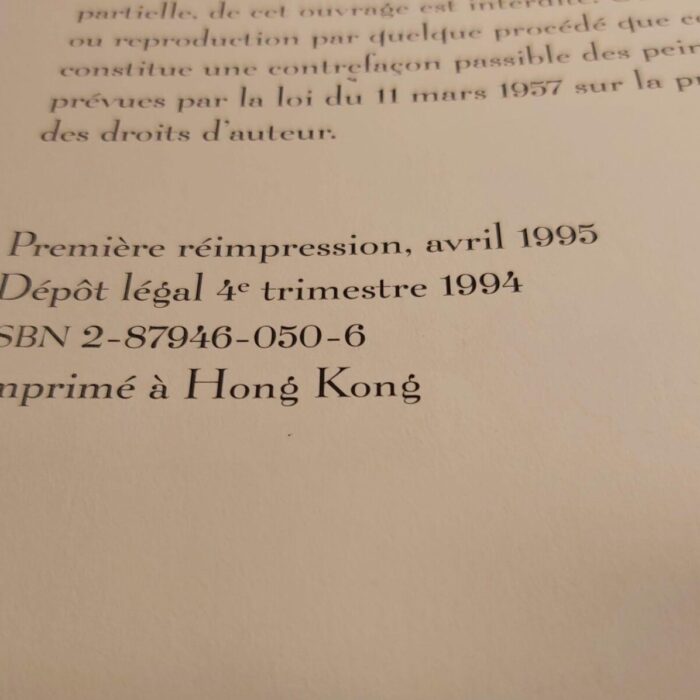 partielle, de cet ouvrage est interdite.
ou reproduction par quelque procédé que ce
constitue une contrefaçon passible des pein
prévues par la loi du 11 mars 1957 sur la pr
des droits d'auteur.
Première réimpression, avril 1995
Dépôt légal 4e trimestre 1994
SBN 2-87946-050-6
mprimé à Hong Kong